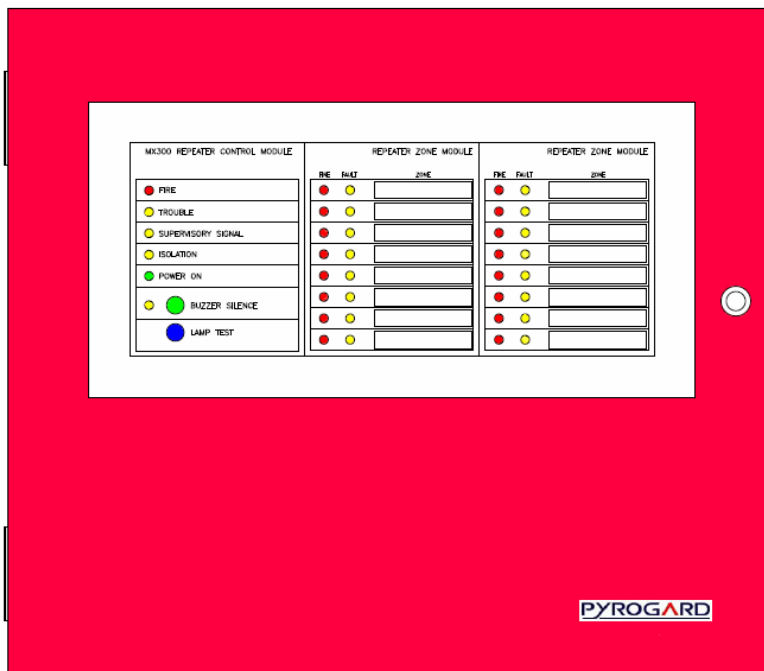 MX300 REPEATER CONTROL MODULE
FIRE
TROUBLE
SUPERVISORY SIGNAL
ISOLATION
POWER ON
BUZZER SILENCE
LAMP TEST
REPEATER ZONE MODULE
FIRE FAULT ZONE
REPEATER ZONE MODULE
FIRE FAULT ZONE
PYROGARD